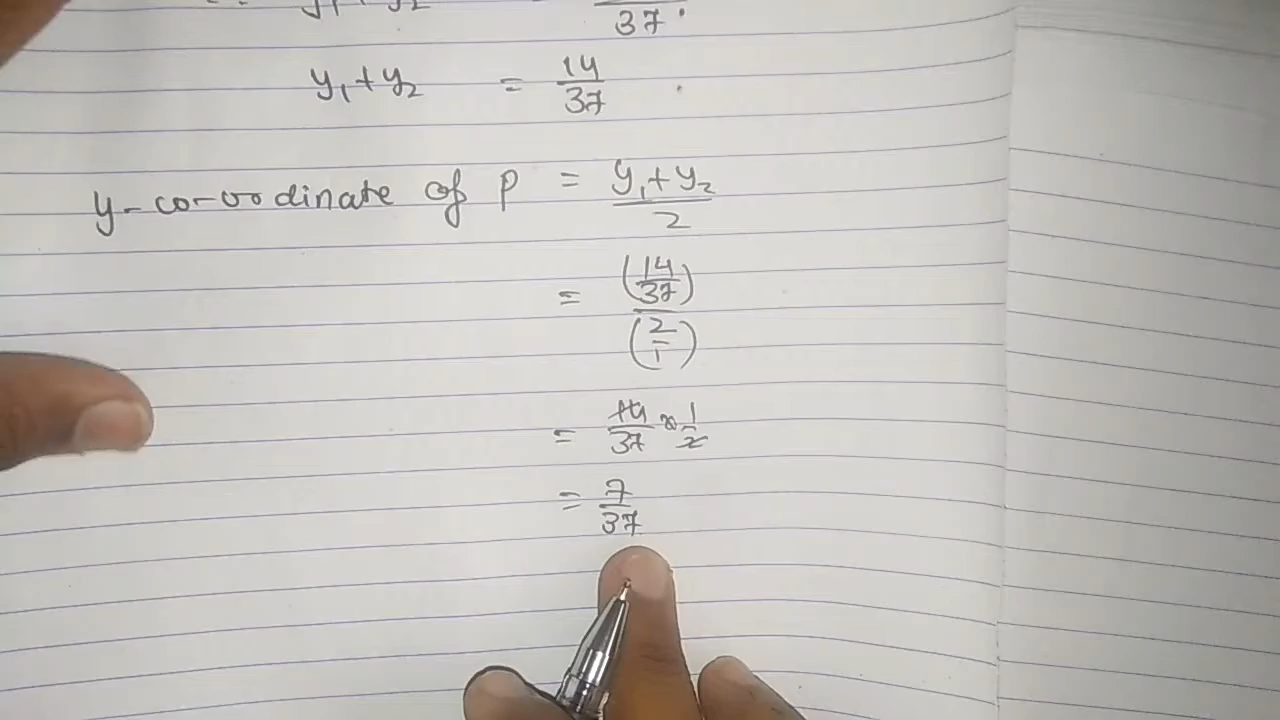 37.
y₁+y₂ = 14/37 .
y-co-ordinate of P = (y₁+y₂)/2
= (14/37)/(2/1)
= 14/37 × 1/2
= 7/37